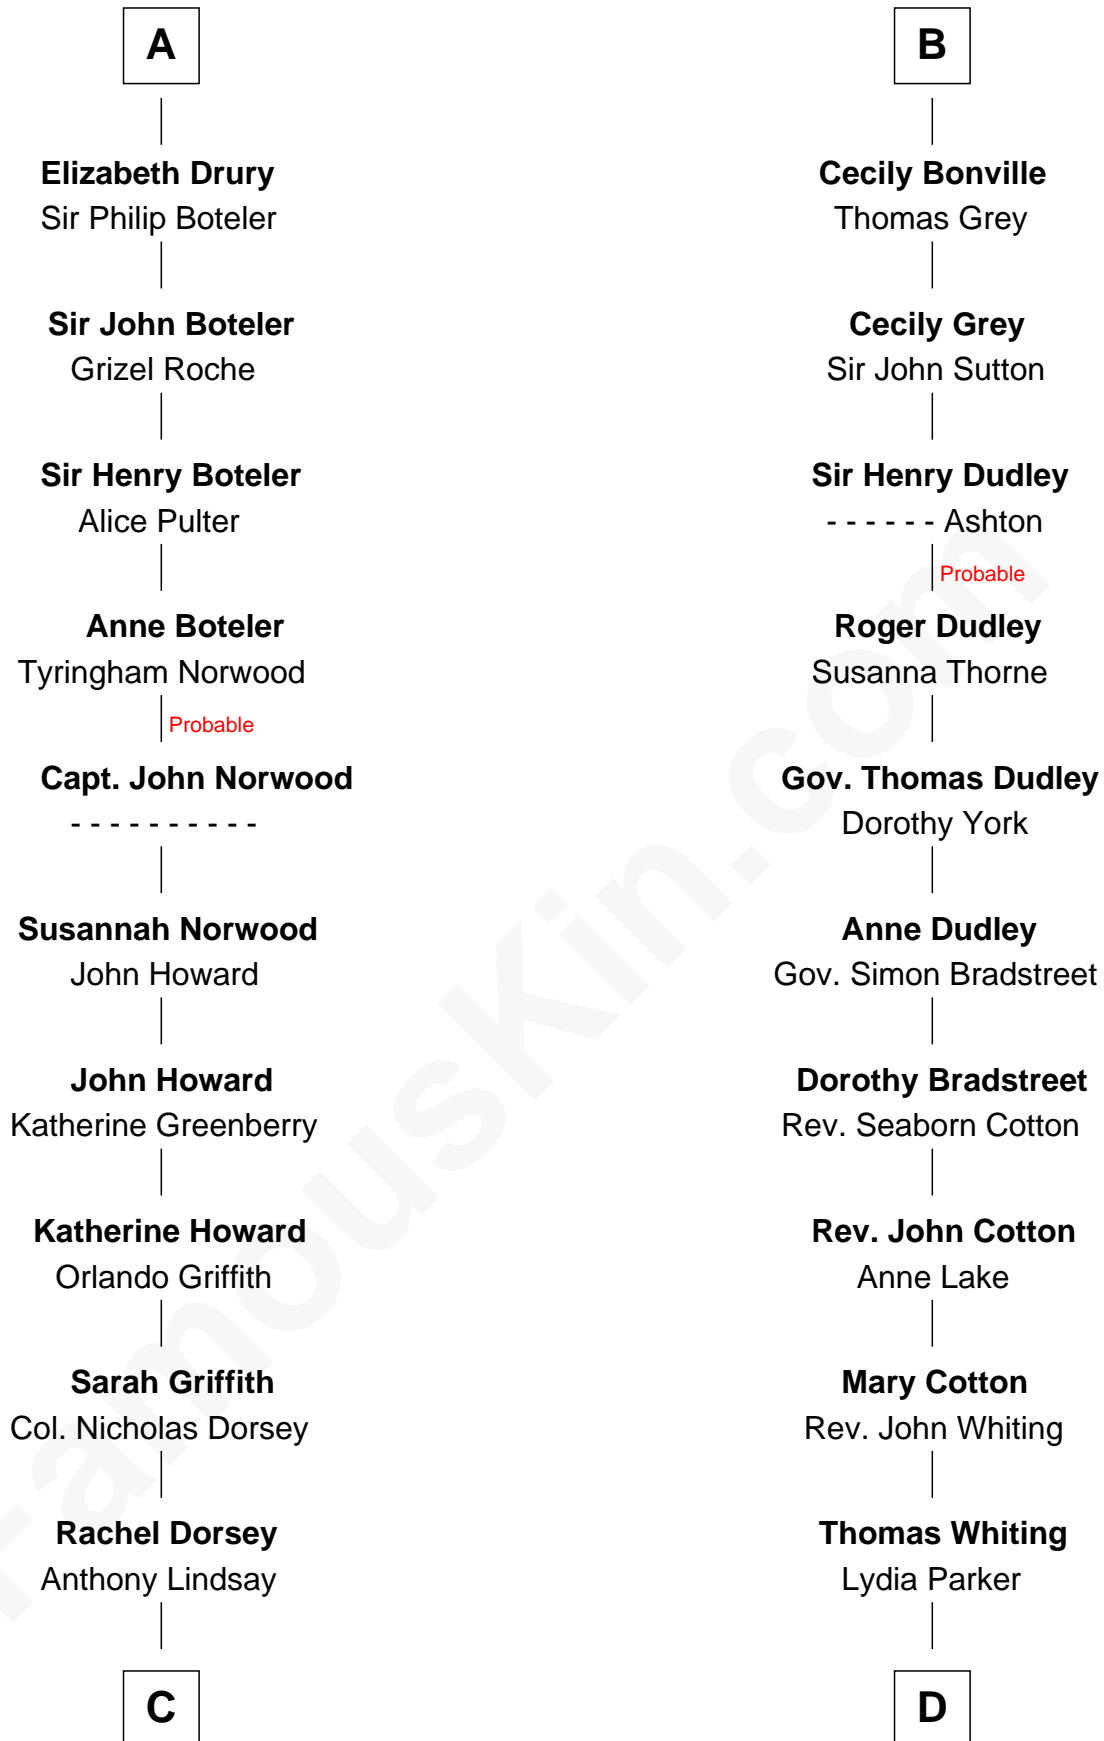 A
Elizabeth Drury
Sir Philip Boteler
Sir John Boteler
Grizel Roche
Sir Henry Boteler
Alice Pulter
Anne Boteler
Tyringham Norwood
Probable
Capt. John Norwood
- - - - - - - - - -
Susannah Norwood
John Howard
John Howard
Katherine Greenberry
Katherine Howard
Orlando Griffith
Sarah Griffith
Col. Nicholas Dorsey
Rachel Dorsey
Anthony Lindsay
C
B
Cecily Bonville
Thomas Grey
Cecily Grey
Sir John Sutton
Sir Henry Dudley
- - - - - - Ashton
Probable
Roger Dudley
Susanna Thorne
Gov. Thomas Dudley
Dorothy York
Anne Dudley
Gov. Simon Bradstreet
Dorothy Bradstreet
Rev. Seaborn Cotton
Rev. John Cotton
Anne Lake
Mary Cotton
Rev. John Whiting
Thomas Whiting
Lydia Parker
D
FamousKin.com